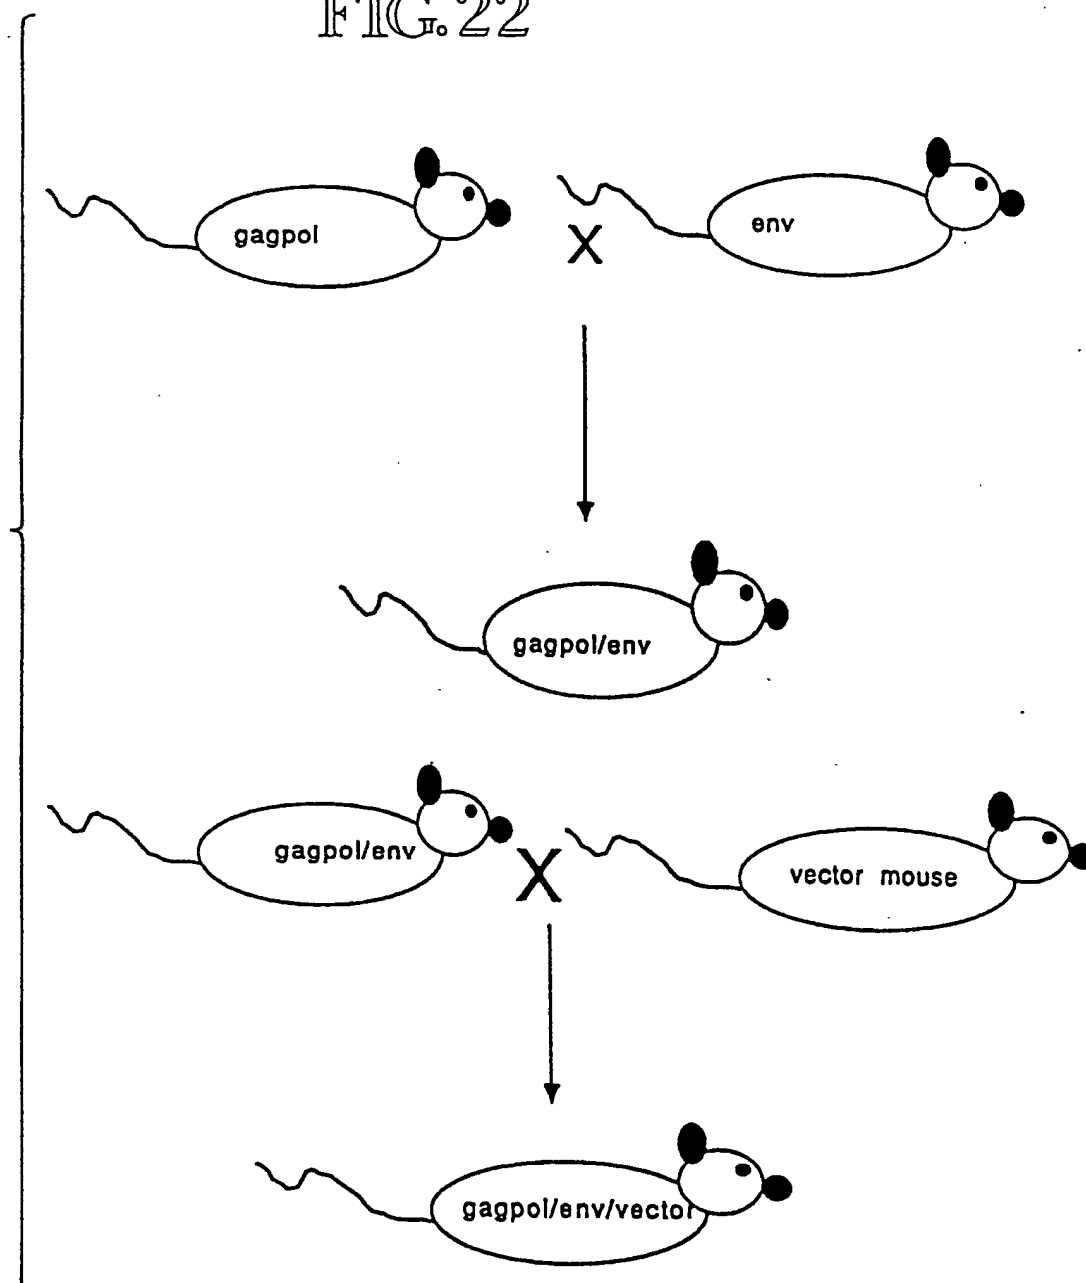 FIG. 22
gagpol
X
env
gagpol/env
gagpol/env
X
vector mouse
gagpol/env/vector